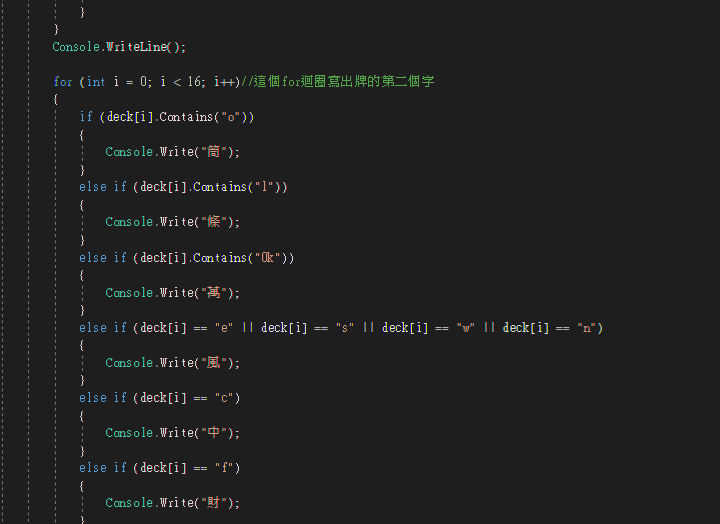 }
}
Console.WriteLine();
for (int i = 0; i < 16; i++)//這個for迴圈寫出牌的第二個字
{
if (deck[i].Contains("o"))
{
Console.Write("筒");
}
else if (deck[i].Contains("l"))
{
Console.Write("條");
}
else if (deck[i].Contains("0k"))
{
Console.Write("萬");
}
else if (deck[i] == "e" || deck[i] == "s" || deck[i] == "w" || deck[i] == "n")
{
Console.Write("風");
}
else if (deck[i] == "c")
{
Console.Write("中");
}
else if (deck[i] == "f")
{
Console.Write("財");
}